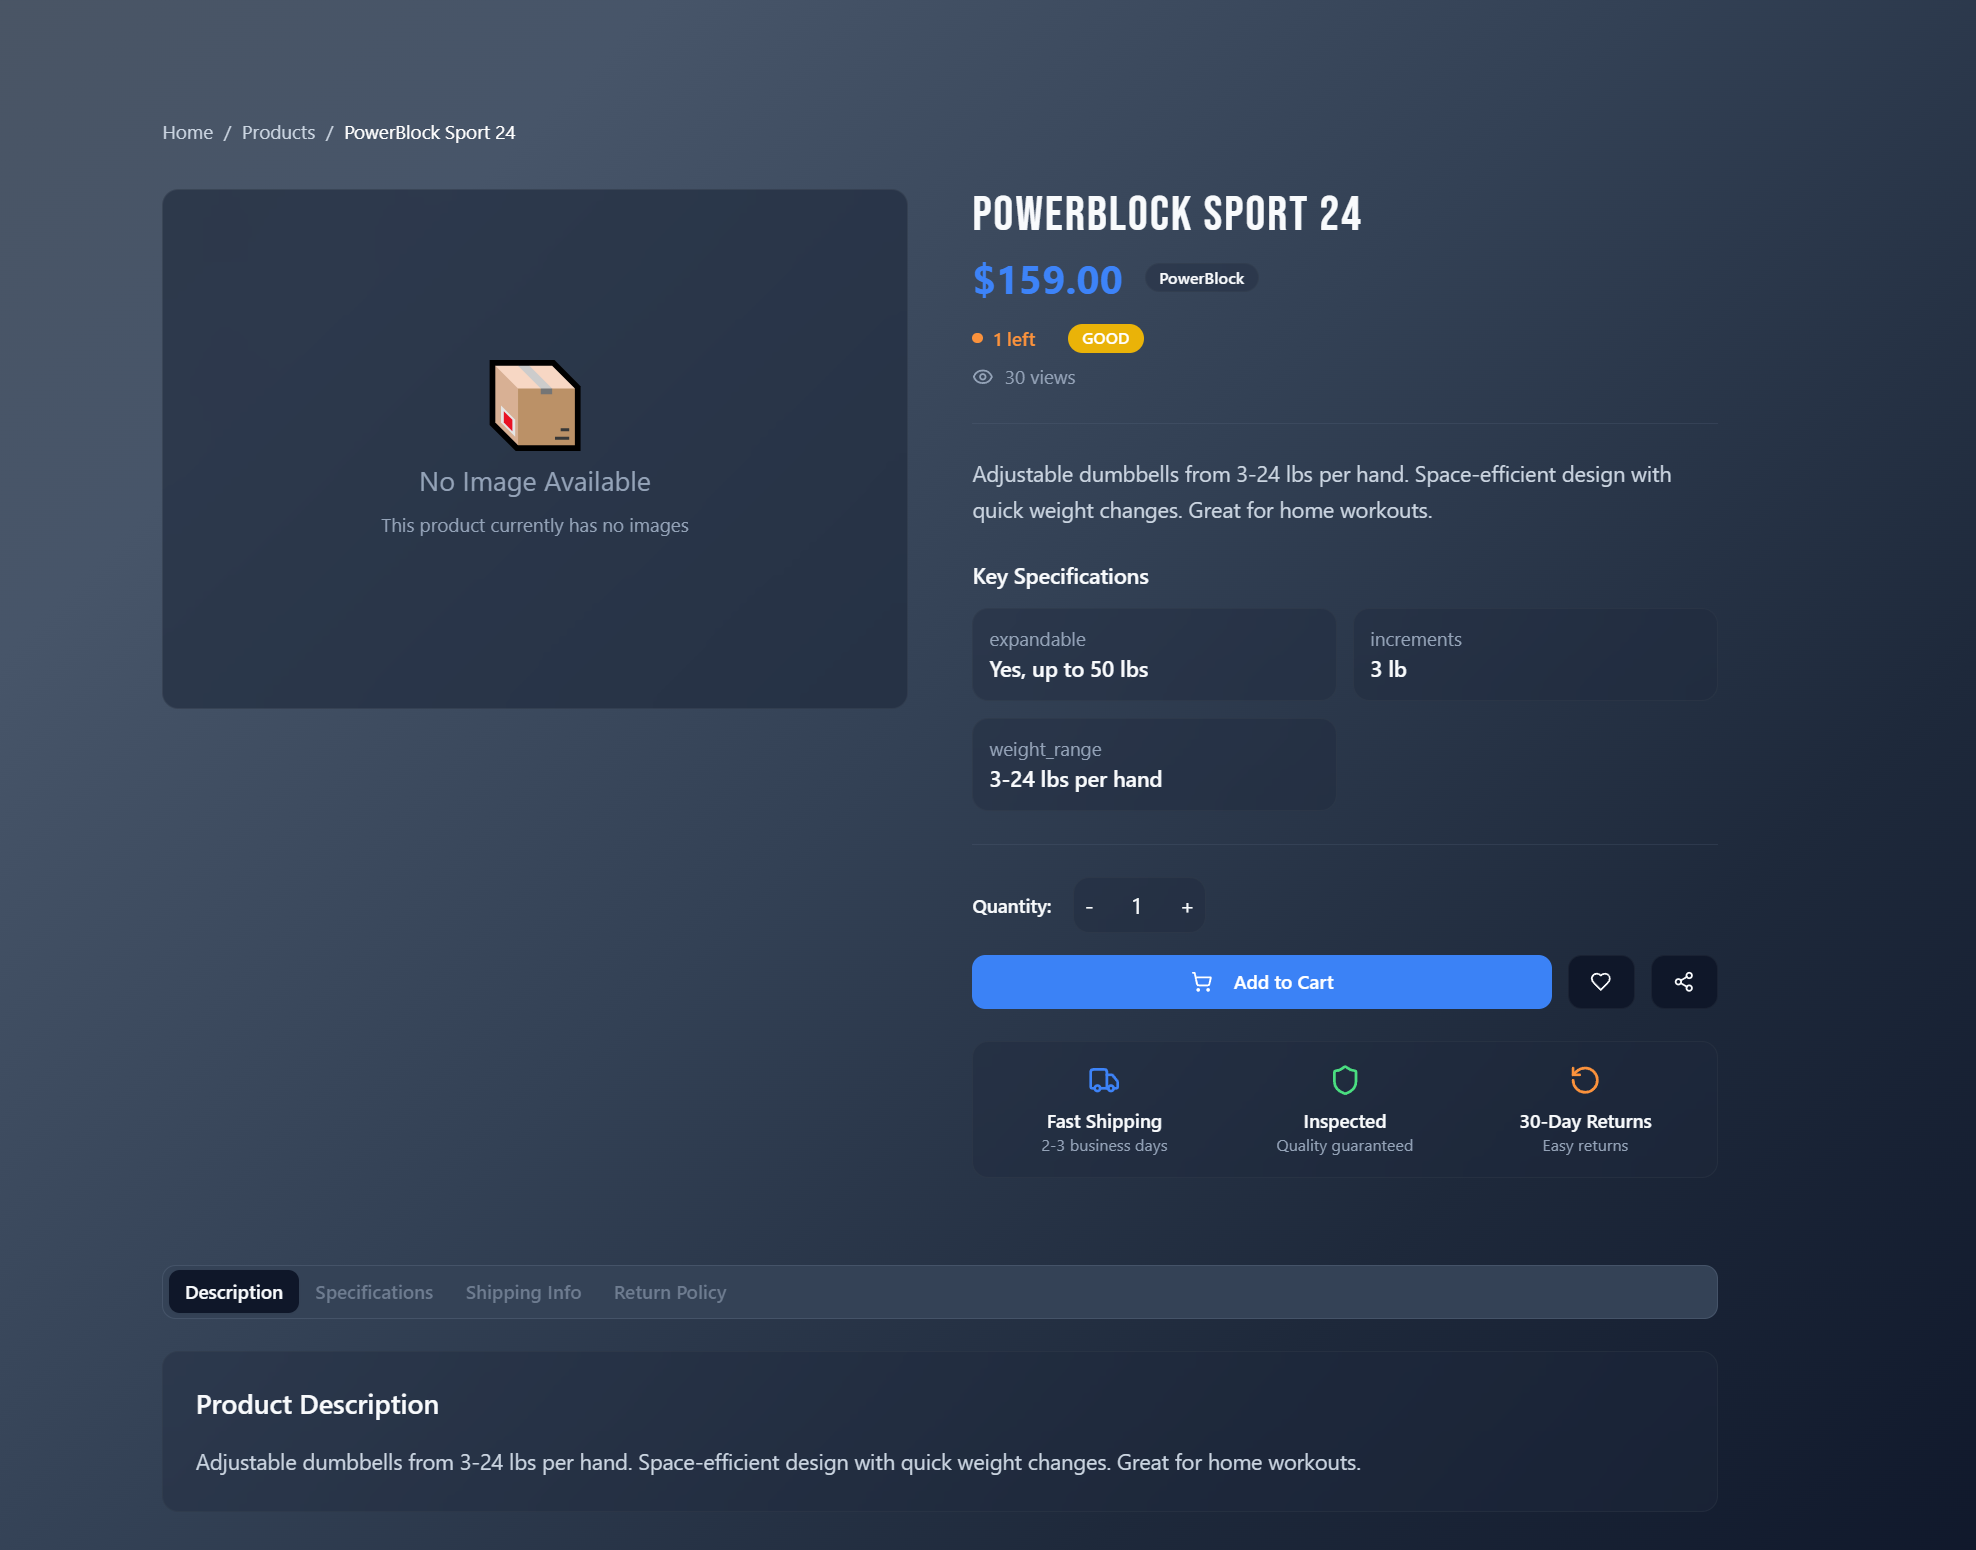 Home / Products / PowerBlock Sport 24
No Image Available
This product currently has no images
POWERBLOCK SPORT 24
$159.00 PowerBlock
1 left GOOD
30 views
Adjustable dumbbells from 3-24 lbs per hand. Space-efficient design with
quick weight changes. Great for home workouts.
Key Specifications
expandable
Yes, up to 50 lbs
increments
3 lb
weight_range
3-24 lbs per hand
Quantity: - 1 +
Add to Cart
Fast Shipping
2-3 business days
Inspected
Quality guaranteed
30-Day Returns
Easy returns
Description Specifications Shipping Info Return Policy
Product Description
Adjustable dumbbells from 3-24 lbs per hand. Space-efficient design with quick weight changes. Great for home workouts.